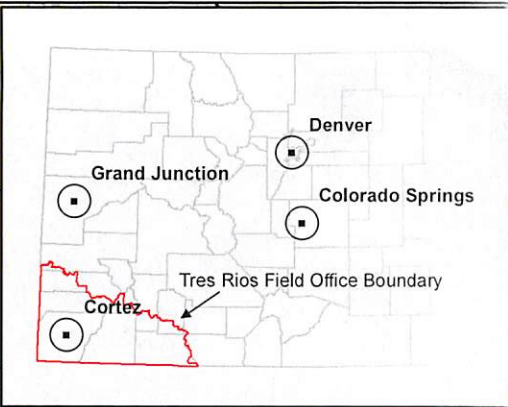 Denver
Grand Junction
Colorado Springs
Tres Rios Field Office Boundary
Cortez